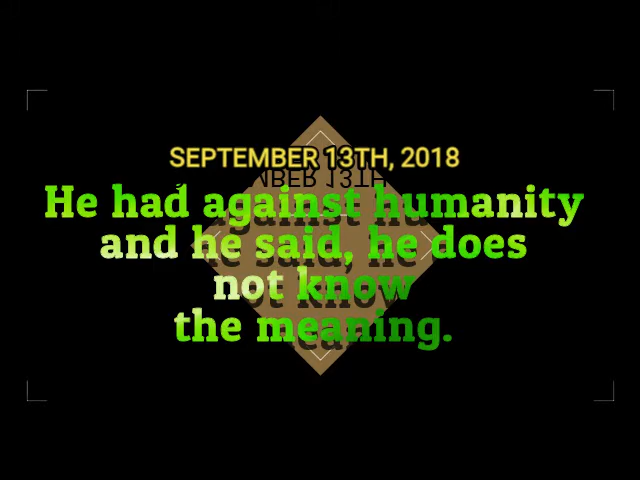 SEPTEMBER 13TH, 2018
He had against humanity
and he said, he does
not know
the meaning.